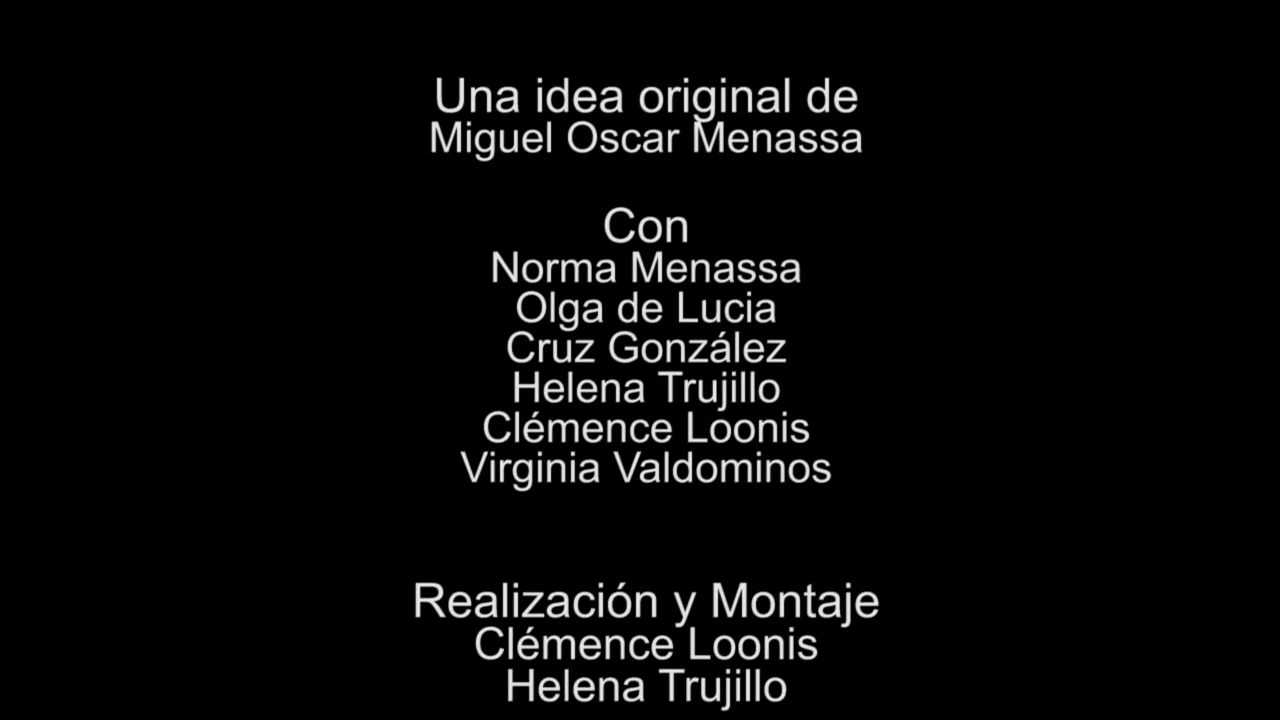 Una idea original de
Miguel Oscar Menassa
Con
Norma Menassa
Olga de Lucia
Cruz González
Helena Trujillo
Clémence Loonis
Virginia Valdominos
Realización y Montaje
Clémence Loonis
Helena Trujillo